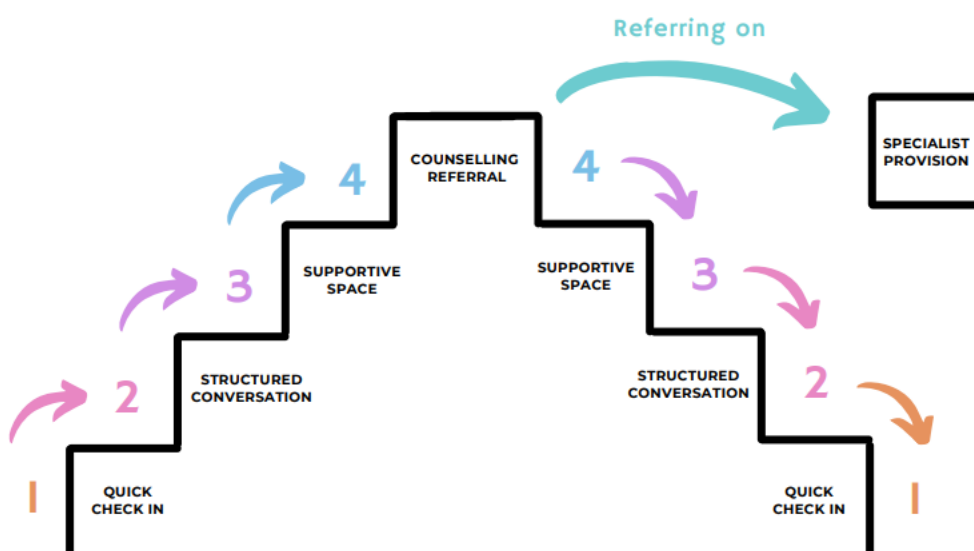 Referring on
SPECIALIST
PROVISION
COUNSELLING
REFERRAL
4
4
SUPPORTIVE
SPACE
SUPPORTIVE
SPACE
3
3
STRUCTURED
CONVERSATION
STRUCTURED
CONVERSATION
2
2
QUICK
CHECK IN
QUICK
CHECK IN
1
1